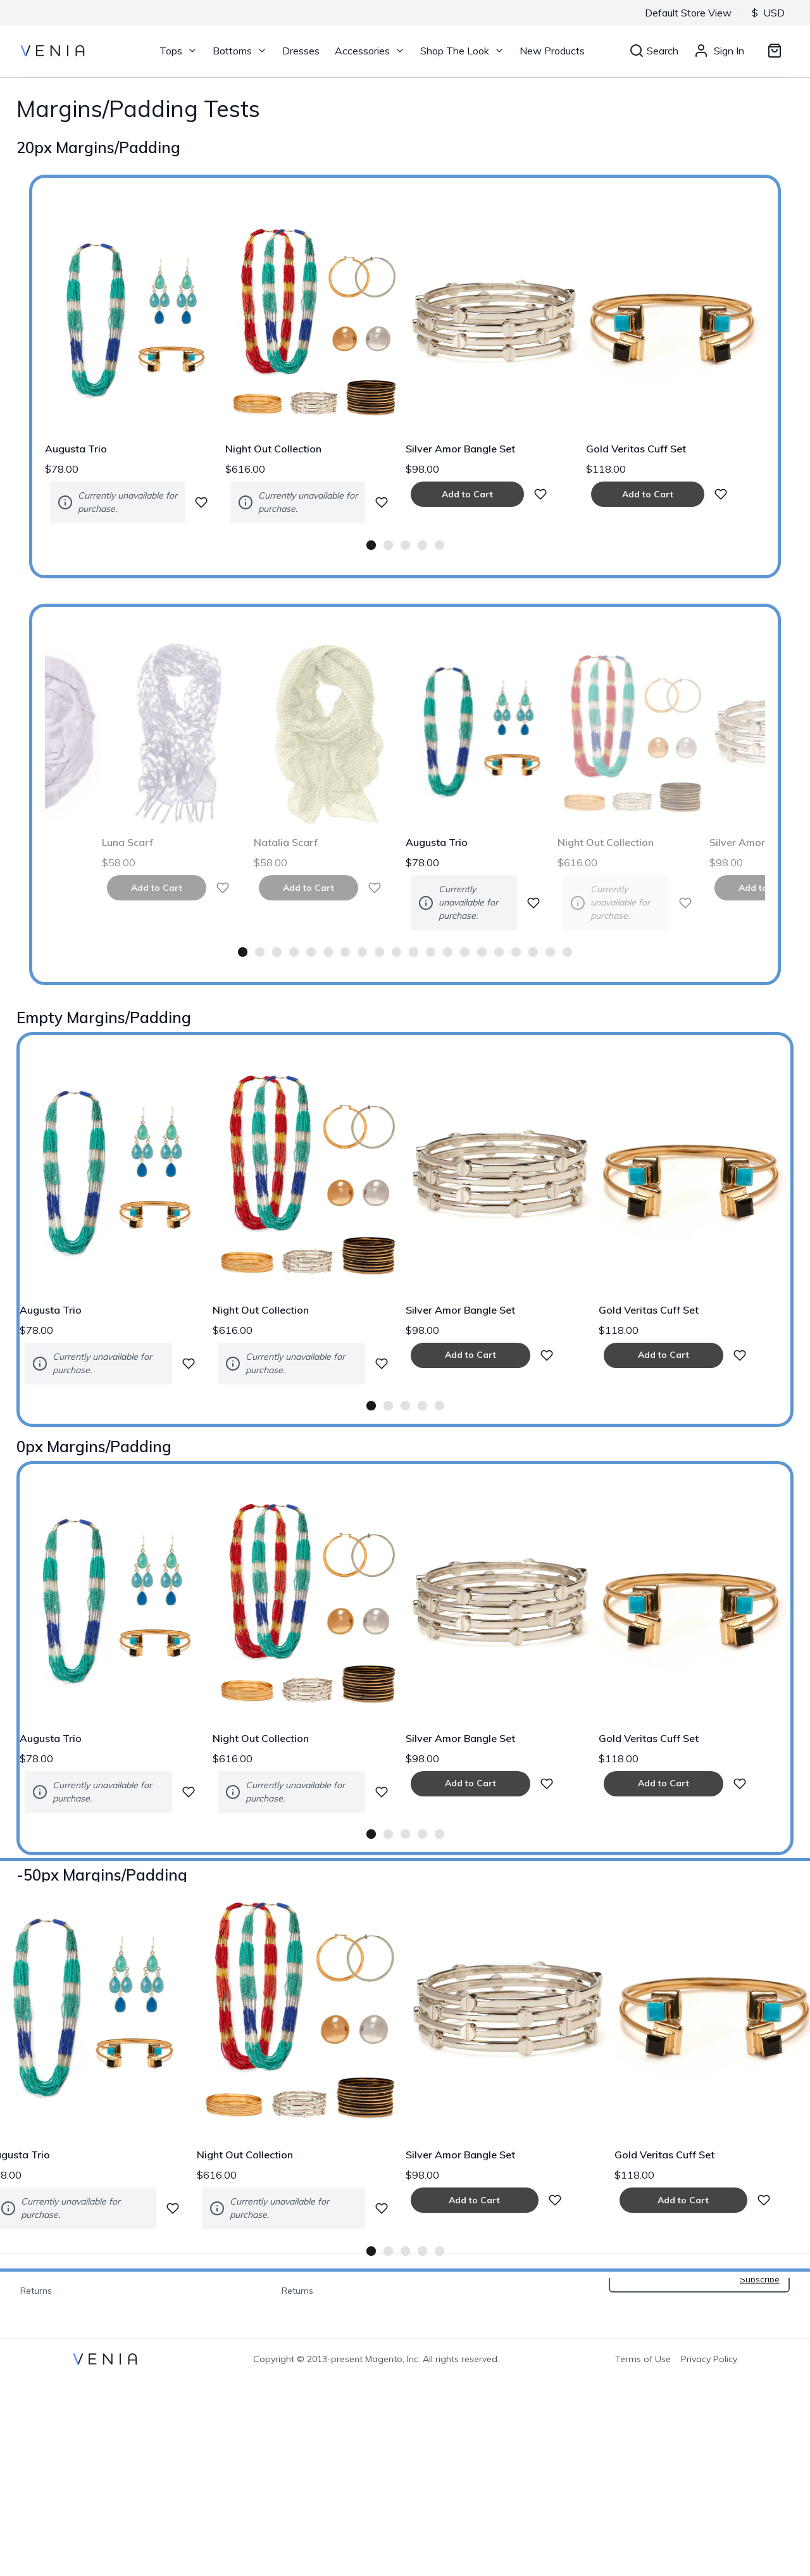 Default Store View $ USD
VENIA Tops Bottoms Dresses Accessories Shop The Look New Products Search Sign In
Margins/Padding Tests
20px Margins/Padding
Augusta Trio Night Out Collection Silver Amor Bangle Set Gold Veritas Cuff Set
$78.00 $616.00 $98.00 $118.00
Currently unavailable for purchase. Currently unavailable for purchase. Add to Cart Add to Cart
Luna Scarf Natalia Scarf Augusta Trio Night Out Collection Silver Amor
$58.00 $58.00 $78.00 $616.00 $98.00
Add to Cart Add to Cart Currently unavailable for purchase. Currently unavailable for purchase. Add to
Empty Margins/Padding
Augusta Trio Night Out Collection Silver Amor Bangle Set Gold Veritas Cuff Set
$78.00 $616.00 $98.00 $118.00
Currently unavailable for purchase. Currently unavailable for purchase. Add to Cart Add to Cart
0px Margins/Padding
Augusta Trio Night Out Collection Silver Amor Bangle Set Gold Veritas Cuff Set
$78.00 $616.00 $98.00 $118.00
Currently unavailable for purchase. Currently unavailable for purchase. Add to Cart Add to Cart
-50px Margins/Padding
gusta Trio Night Out Collection Silver Amor Bangle Set Gold Veritas Cuff Set
8.00 $616.00 $98.00 $118.00
Currently unavailable for purchase. Currently unavailable for purchase. Add to Cart Add to Cart
Subscribe
Returns Returns
VENIA Copyright © 2013-present Magento, Inc. All rights reserved. Terms of Use Privacy Policy